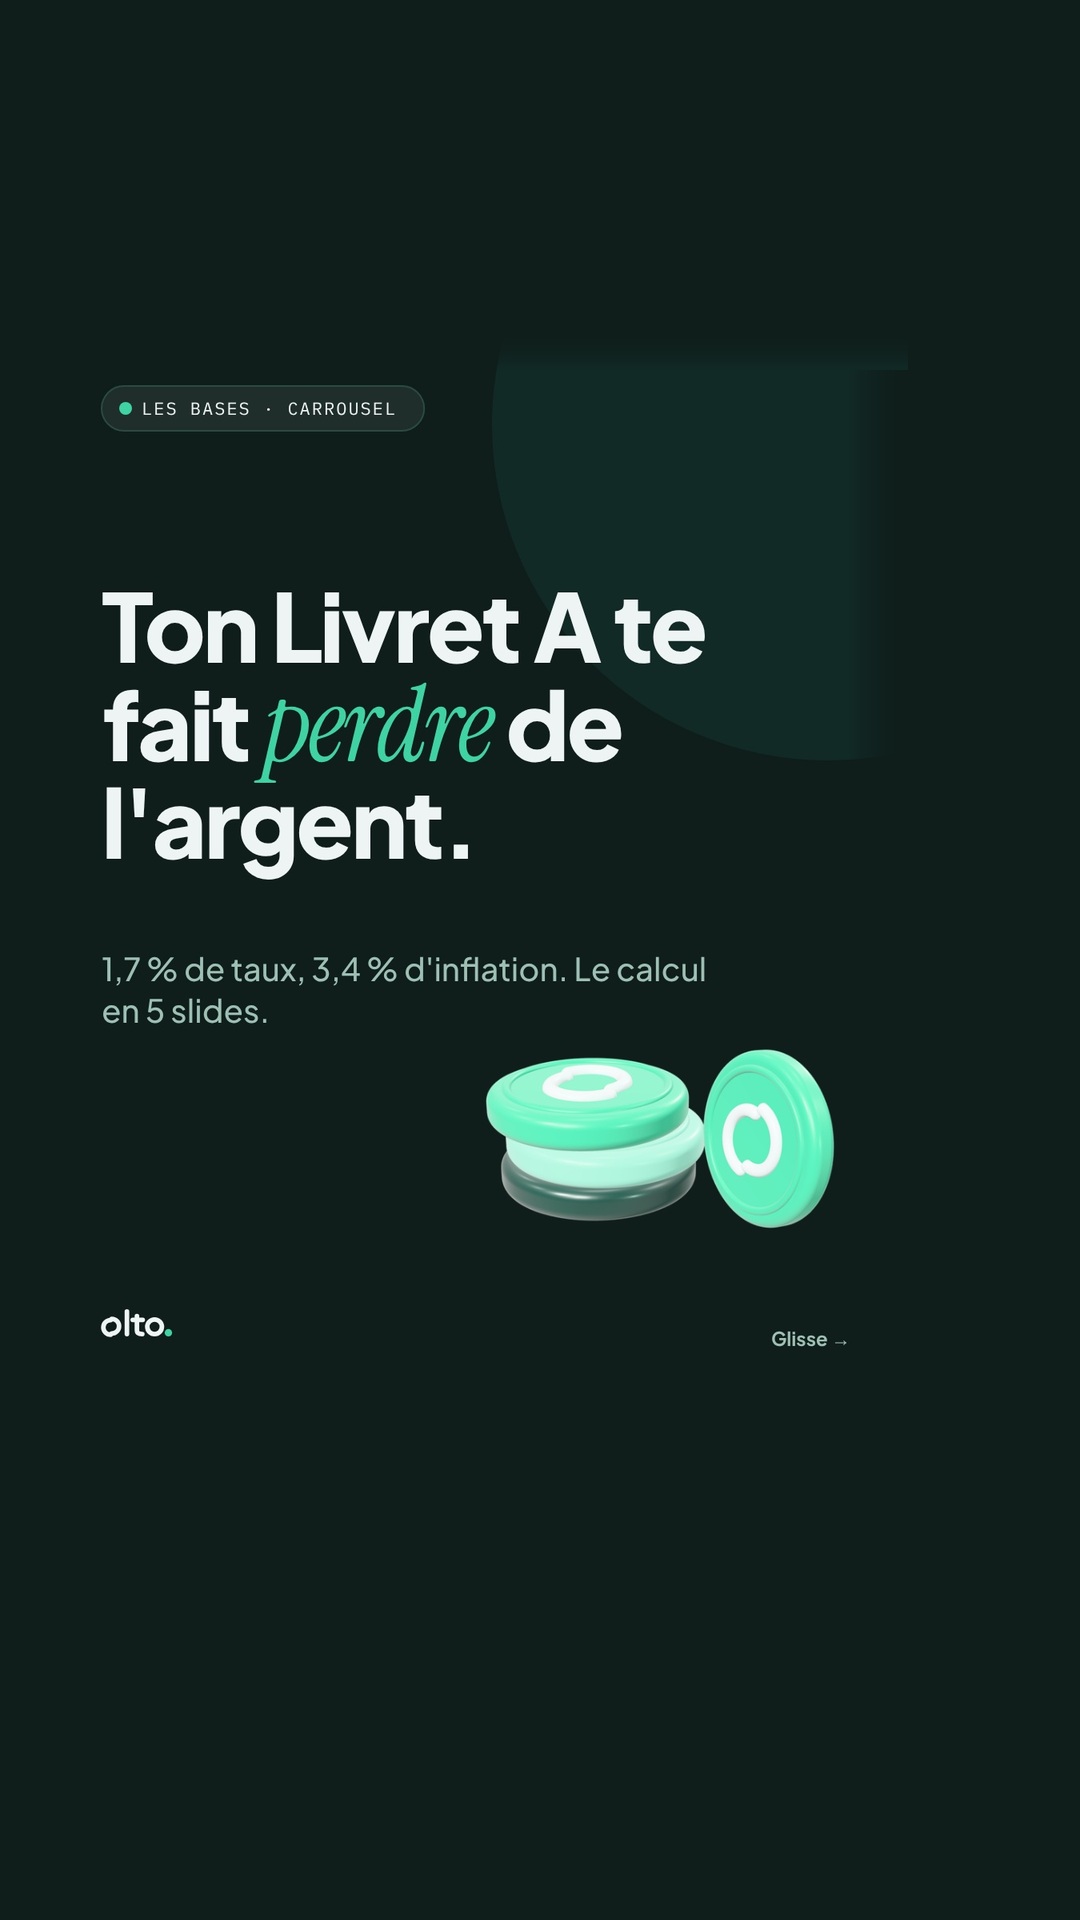 LES BASES · CARROUSEL
Ton Livret A te
fait perdre de
l'argent.
1,7 % de taux, 3,4 % d'inflation. Le calcul
en 5 slides.
olto.
Glisse →